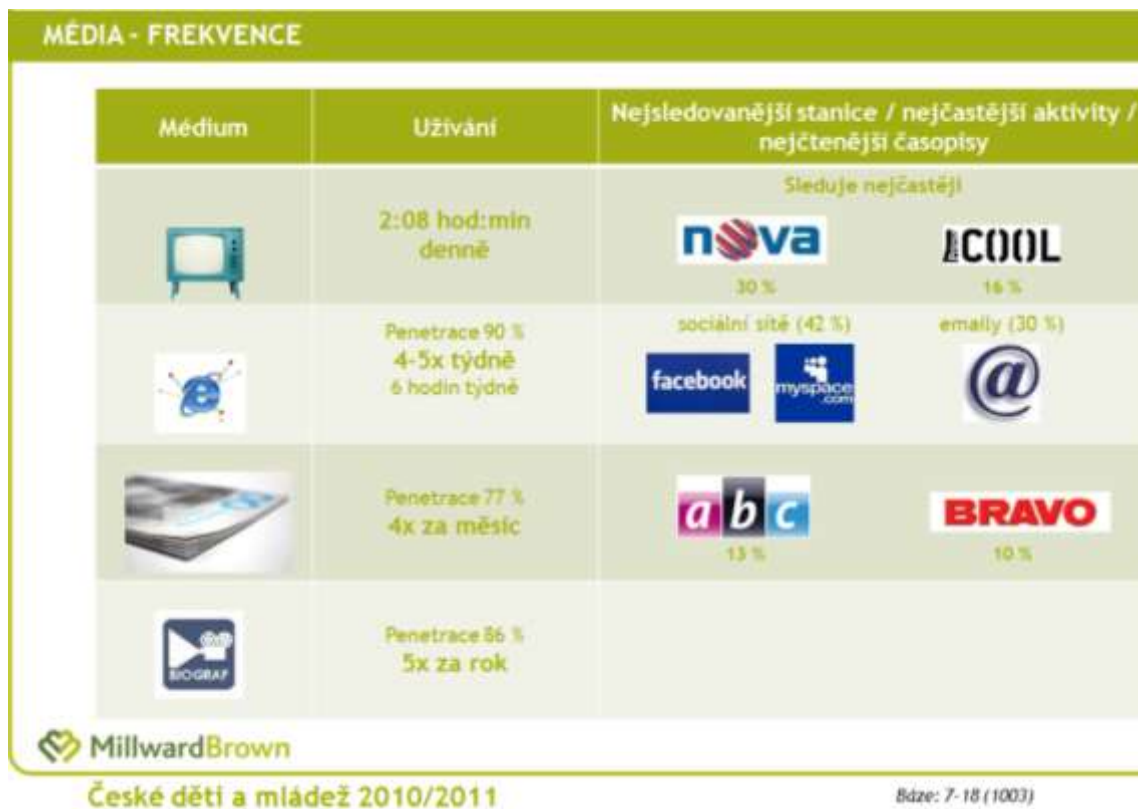 MÉDIA - FREKVENCE
Médium
Užívání
Nejsledovanější stanice / nejčastější aktivity /
nejčtenější časopisy
2:08 hod:min
denně
Sleduje nejčastěji
nova
COOL
30 %
16 %
Penetrace 90 %
4-5x týdně
6 hodin týdně
sociální sítě (42 %)
emaily (30 %)
facebook
myspace
.com
@
Penetrace 77 %
4x za měsíc
abc
BRAVO
13 %
10 %
BIOGRAF
Penetrace 86 %
5x za rok
MillwardBrown
České děti a mládež 2010/2011
Báze: 7-18 (1003)